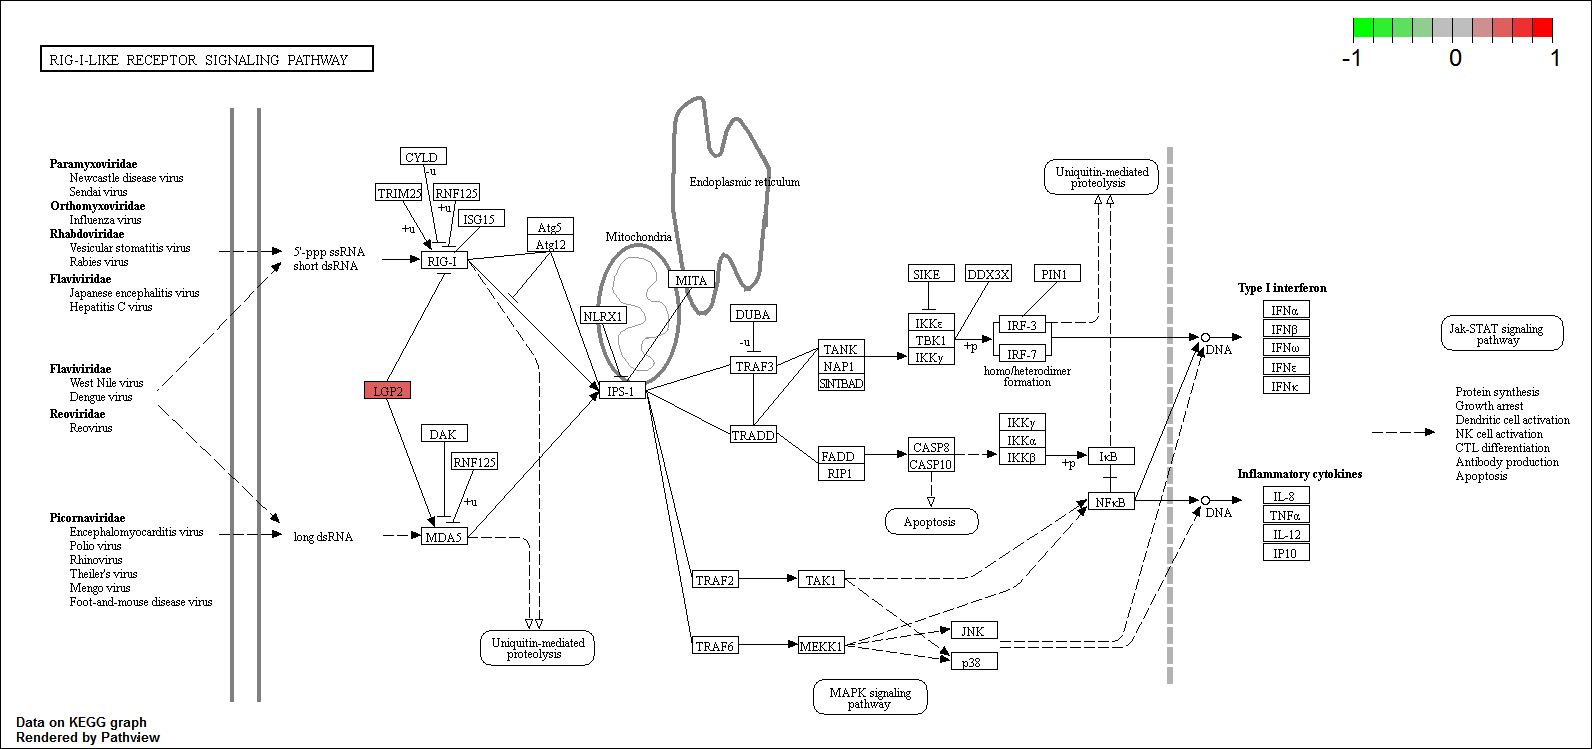 -1
0
1
RIG-I-LIKE RECEPTOR SIGNALING PATHWAY
Paramyxoviridae
Newcastle disease virus
Sendai virus
Orthomyxoviridae
Influenza virus
Rhabdoviridae
Vesicular stomatitis virus
Rabies virus
Flaviviridae
Japanese encephalitis virus
Hepatitis C virus
Flaviviridae
West Nile virus
Dengue virus
Reoviridae
Reovirus
Picornaviridae
Encephalomyocarditis virus
Polio virus
Rhinovirus
Theiler's virus
Mengo virus
Foot-and-mouse disease virus
5'-ppp ssRNA
short dsRNA
long dsRNA
CYLD
-u
TRIM25
RNF125
+u
+u
ISG15
RIG-I
Atg5
Atg12
LGP2
DAK
RNF125
+u
MDA5
Uniquitin-mediated
proteolysis
Mitochondria
Endoplasmic reticulum
MITA
NLRX1
IPS-1
DUBA
-u
TRAF3
TRADD
TANK
NAP1
SINTBAD
FADD
RIP1
TRAF2
TAK1
TRAF6
MEKK1
MAPK signaling
pathway
SIKE
DDX3X
PIN1
IKKε
TBK1
IKKγ
+p
IRF-3
IRF-7
homo/heterodimer
formation
Uniquitin-mediated
proteolysis
CASP8
CASP10
Apoptosis
IKKγ
IKKα
IKKβ
+p
IκB
NFκB
JNK
p38
DNA
DNA
Type I interferon
IFNα
IFNβ
IFNω
IFNε
IFNκ
Inflammatory cytokines
IL-8
TNFα
IL-12
IP10
Jak-STAT signaling
pathway
Protein synthesis
Growth arrest
Dendritic cell activation
NK cell activation
CTL differentiation
Antibody production
Apoptosis
Data on KEGG graph
Rendered by Pathview